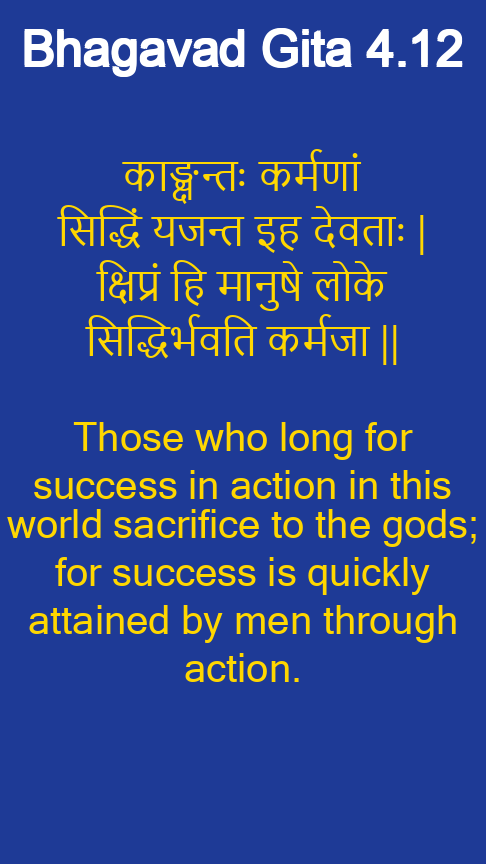 Bhagavad Gita 4.12
काङ्क्षन्तः कर्मणां
सिद्धिं यजन्त इह देवताः |
क्षिप्रं हि मानुषे लोके
सिद्धिर्भवति कर्मजा ||
Those who long for
success in action in this
world sacrifice to the gods;
for success is quickly
attained by men through
action.